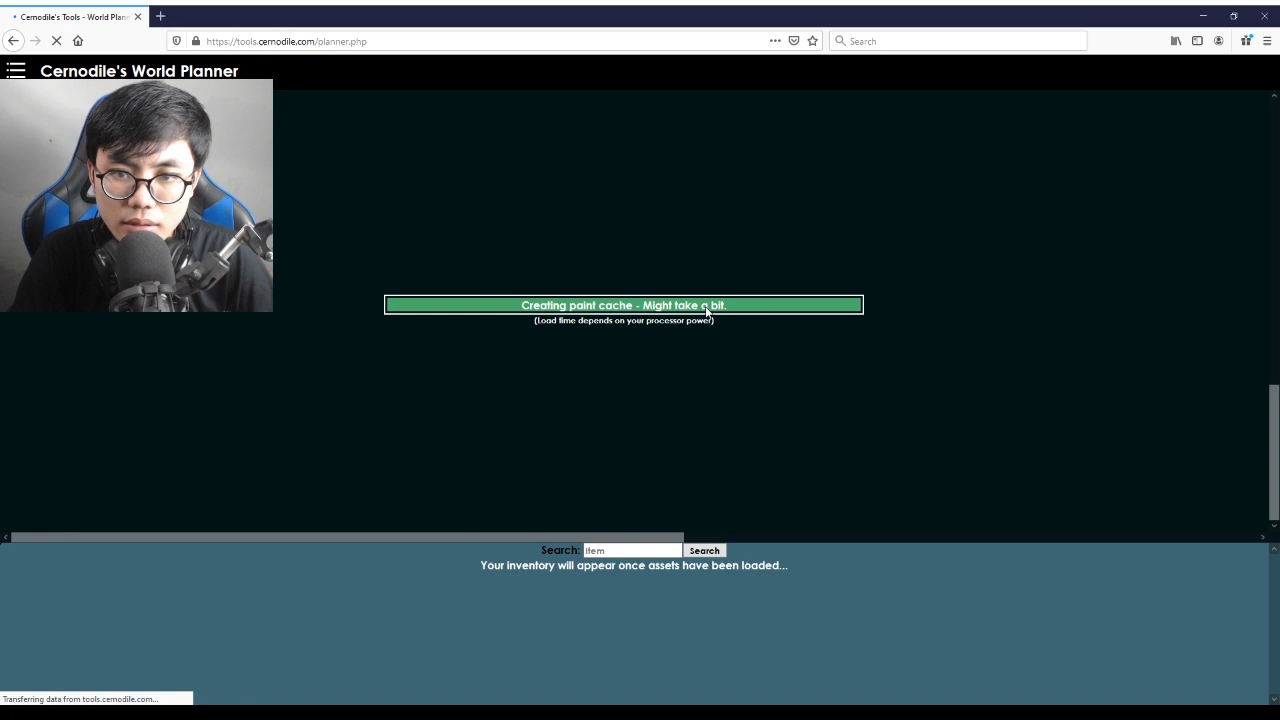 Cernodile's Tools - World Plann
https://tools.cernodile.com/planner.php
Search
Cernodile's World Planner
Creating paint cache - Might take a bit.
(Load time depends on your processor power)
Search: item Search
Your inventory will appear once assets have been loaded...
Transferring data from tools.cernodile.com...